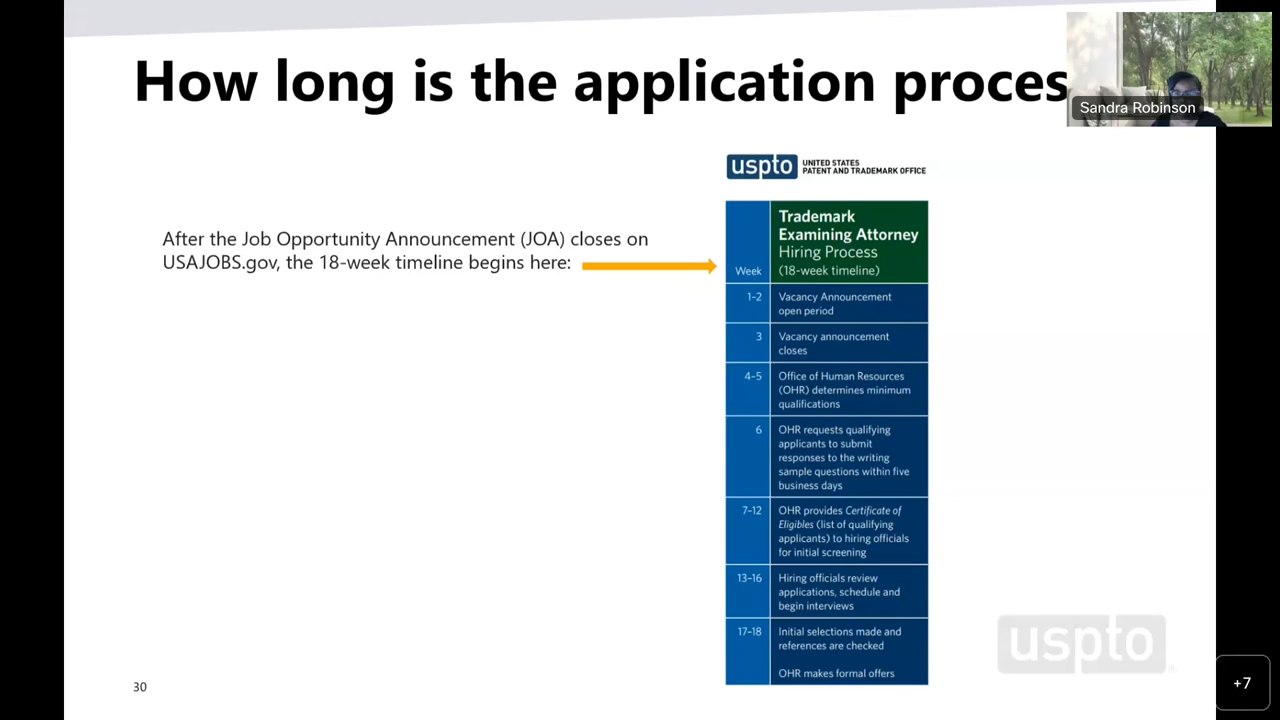 How long is the application proces
Sandra Robinson
uspto
UNITED STATES
PATENT AND TRADEMARK OFFICE
After the Job Opportunity Announcement (JOA) closes on
USAJOBS.gov, the 18-week timeline begins here:
Week
Trademark
Examining Attorney
Hiring Process
(18-week timeline)
1–2
Vacancy Announcement
open period
3
Vacancy announcement
closes
4–5
Office of Human Resources
(OHR) determines minimum
qualifications
6
OHR requests qualifying
applicants to submit
responses to the writing
sample questions within five
business days
7–12
OHR provides Certificate of
Eligibles (list of qualifying
applicants) to hiring officials
for initial screening
13–16
Hiring officials review
applications, schedule and
begin interviews
17–18
Initial selections made and
references are checked
OHR makes formal offers
uspto
30
+7